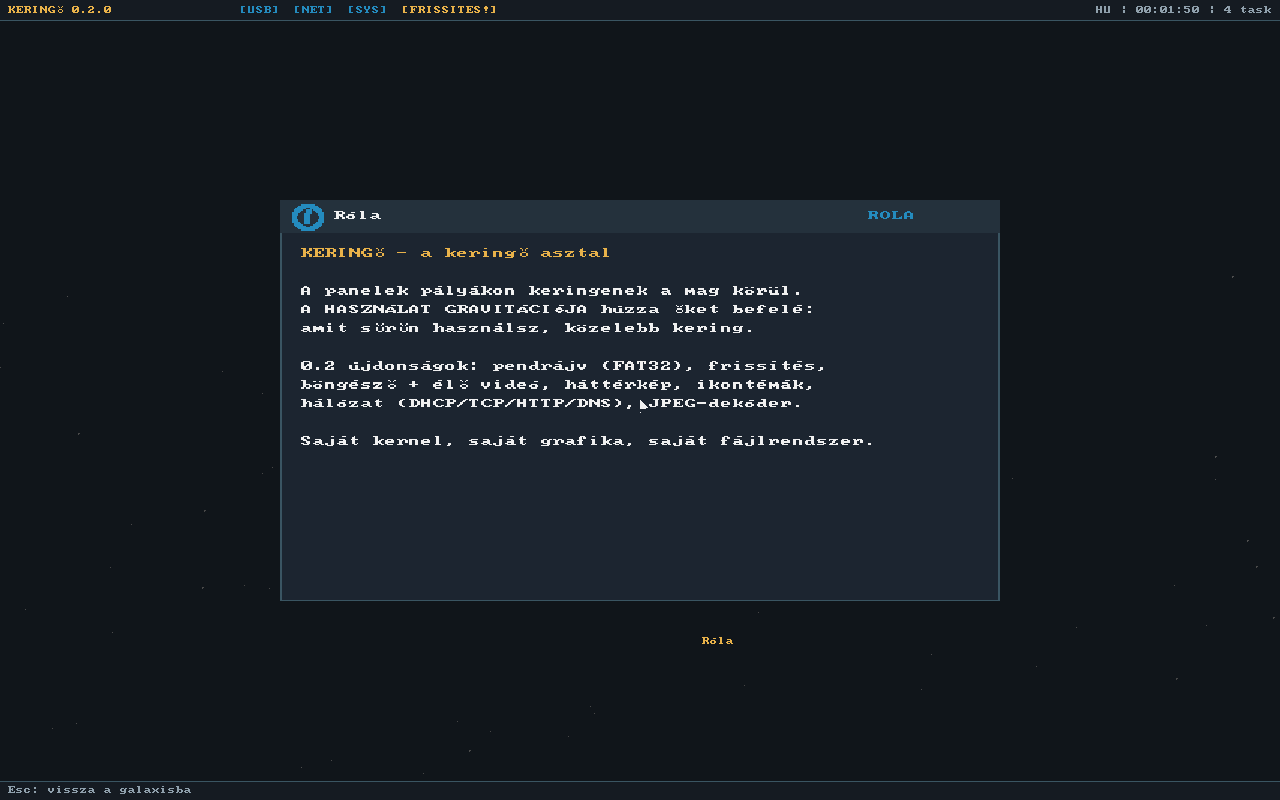 KERINGő 0.2.0 [USB] [NET] [SYS] [FRISSITES!] HU | 00:01:50 | 4 task
Róla ROLA
KERINGő - a keringő asztal
A panelek pályákon keringenek a mag körül.
A HASZNáLAT GRAVITáCIóJA húzza őket befelé:
amit sűrűn használsz, közelebb kering.
0.2 újdonságok: pendrájv (FAT32), frissítés,
böngésző + élő videó, háttérkép, ikontémák,
hálózat (DHCP/TCP/HTTP/DNS), JPEG-dekóder.
Saját kernel, saját grafika, saját fájlrendszer.
Róla
Esc: vissza a galaxisba